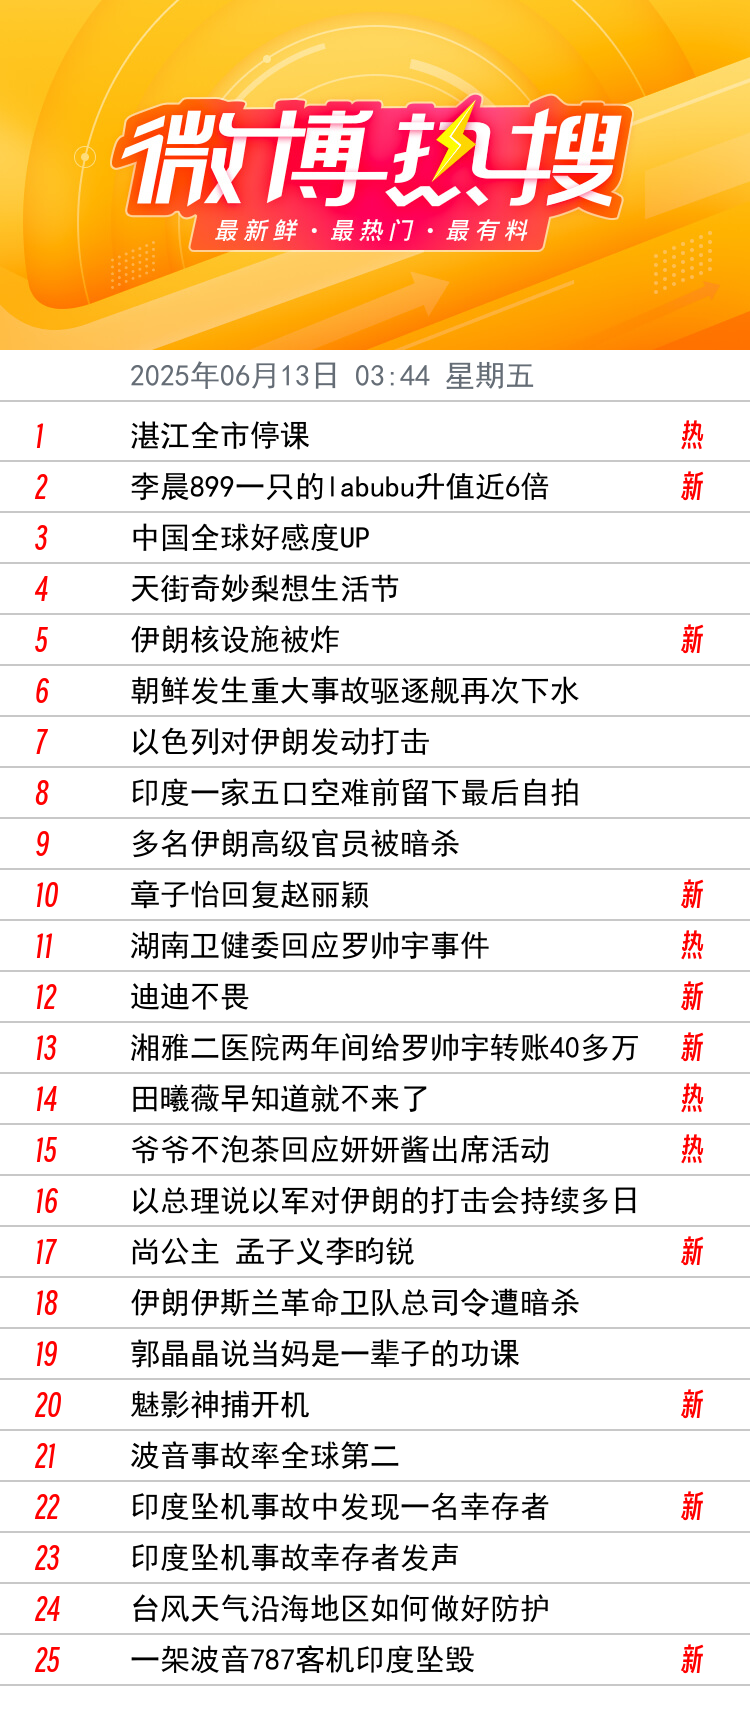 微博热搜
最新鲜·最热门·最有料
2025年06月13日 03:44 星期五
1 湛江全市停课 热
2 李晨899一只的labubu升值近6倍 新
3 中国全球好感度UP
4 天街奇妙梨想生活节
5 伊朗核设施被炸 新
6 朝鲜发生重大事故驱逐舰再次下水
7 以色列对伊朗发动打击
8 印度一家五口空难前留下最后自拍
9 多名伊朗高级官员被暗杀
10 章子怡回复赵丽颖 新
11 湖南卫健委回应罗帅宇事件 热
12 迪迪不畏 新
13 湘雅二医院两年间给罗帅宇转账40多万 新
14 田曦薇早知道就不来了 热
15 爷爷不泡茶回应妍妍酱出席活动 热
16 以总理说以军对伊朗的打击会持续多日
17 尚公主 孟子义李昀锐 新
18 伊朗伊斯兰革命卫队总司令遭暗杀
19 郭晶晶说当妈是一辈子的功课
20 魅影神捕开机 新
21 波音事故率全球第二
22 印度坠机事故中发现一名幸存者 新
23 印度坠机事故幸存者发声
24 台风天气沿海地区如何做好防护
25 一架波音787客机印度坠毁 新